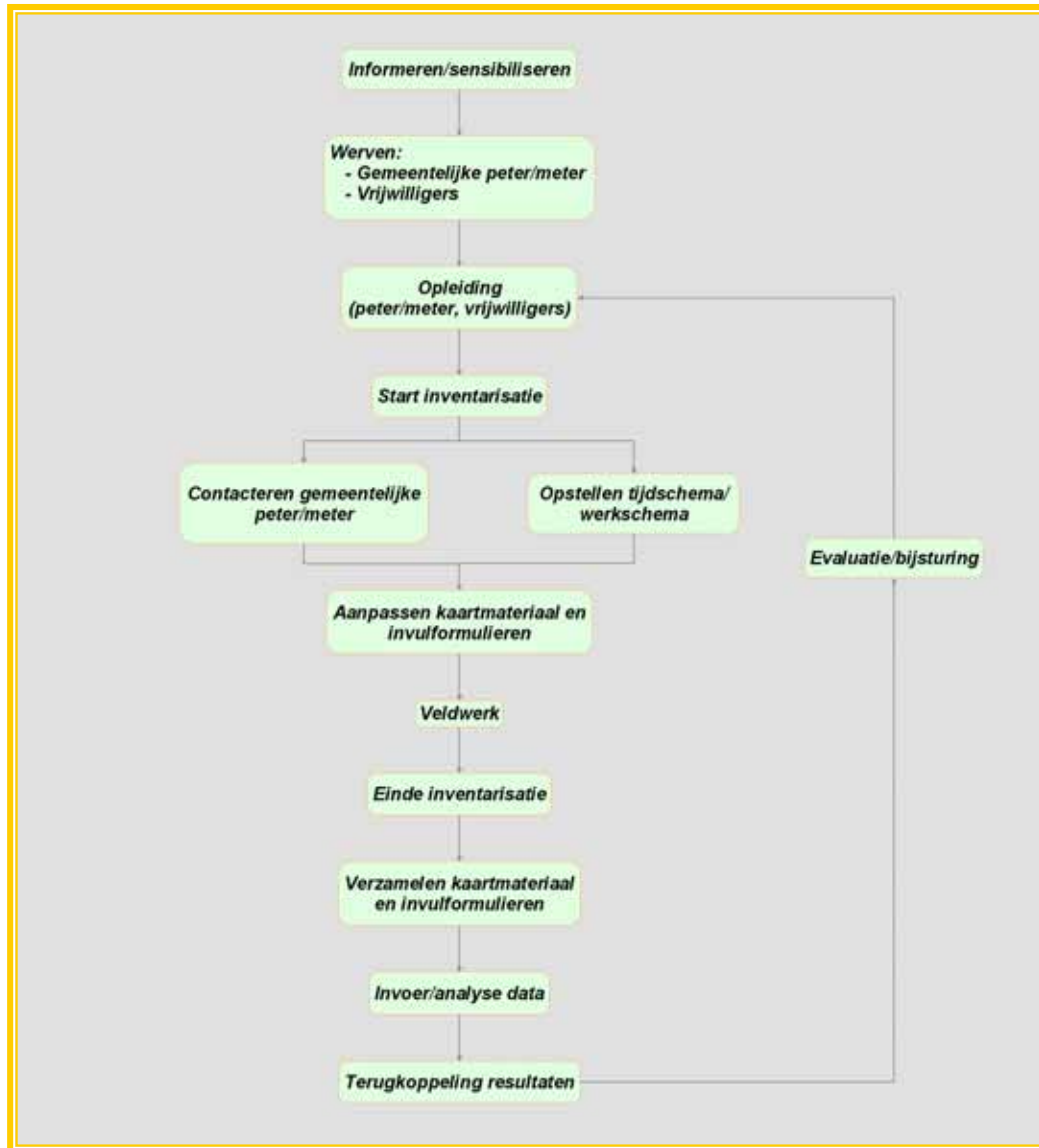 Informeren/sensibiliseren
Werven:
- Gemeentelijke peter/meter
- Vrijwilligers
Opleiding
(peter/meter, vrijwilligers)
Start inventarisatie
Contacteren gemeentelijke
peter/meter
Opstellen tijdschema/
werkschema
Evaluatie/bijsturing
Aanpassen kaartmateriaal en
invulformulieren
Veldwerk
Einde inventarisatie
Verzamelen kaartmateriaal
en invulformulieren
Invoer/analyse data
Terugkoppeling resultaten